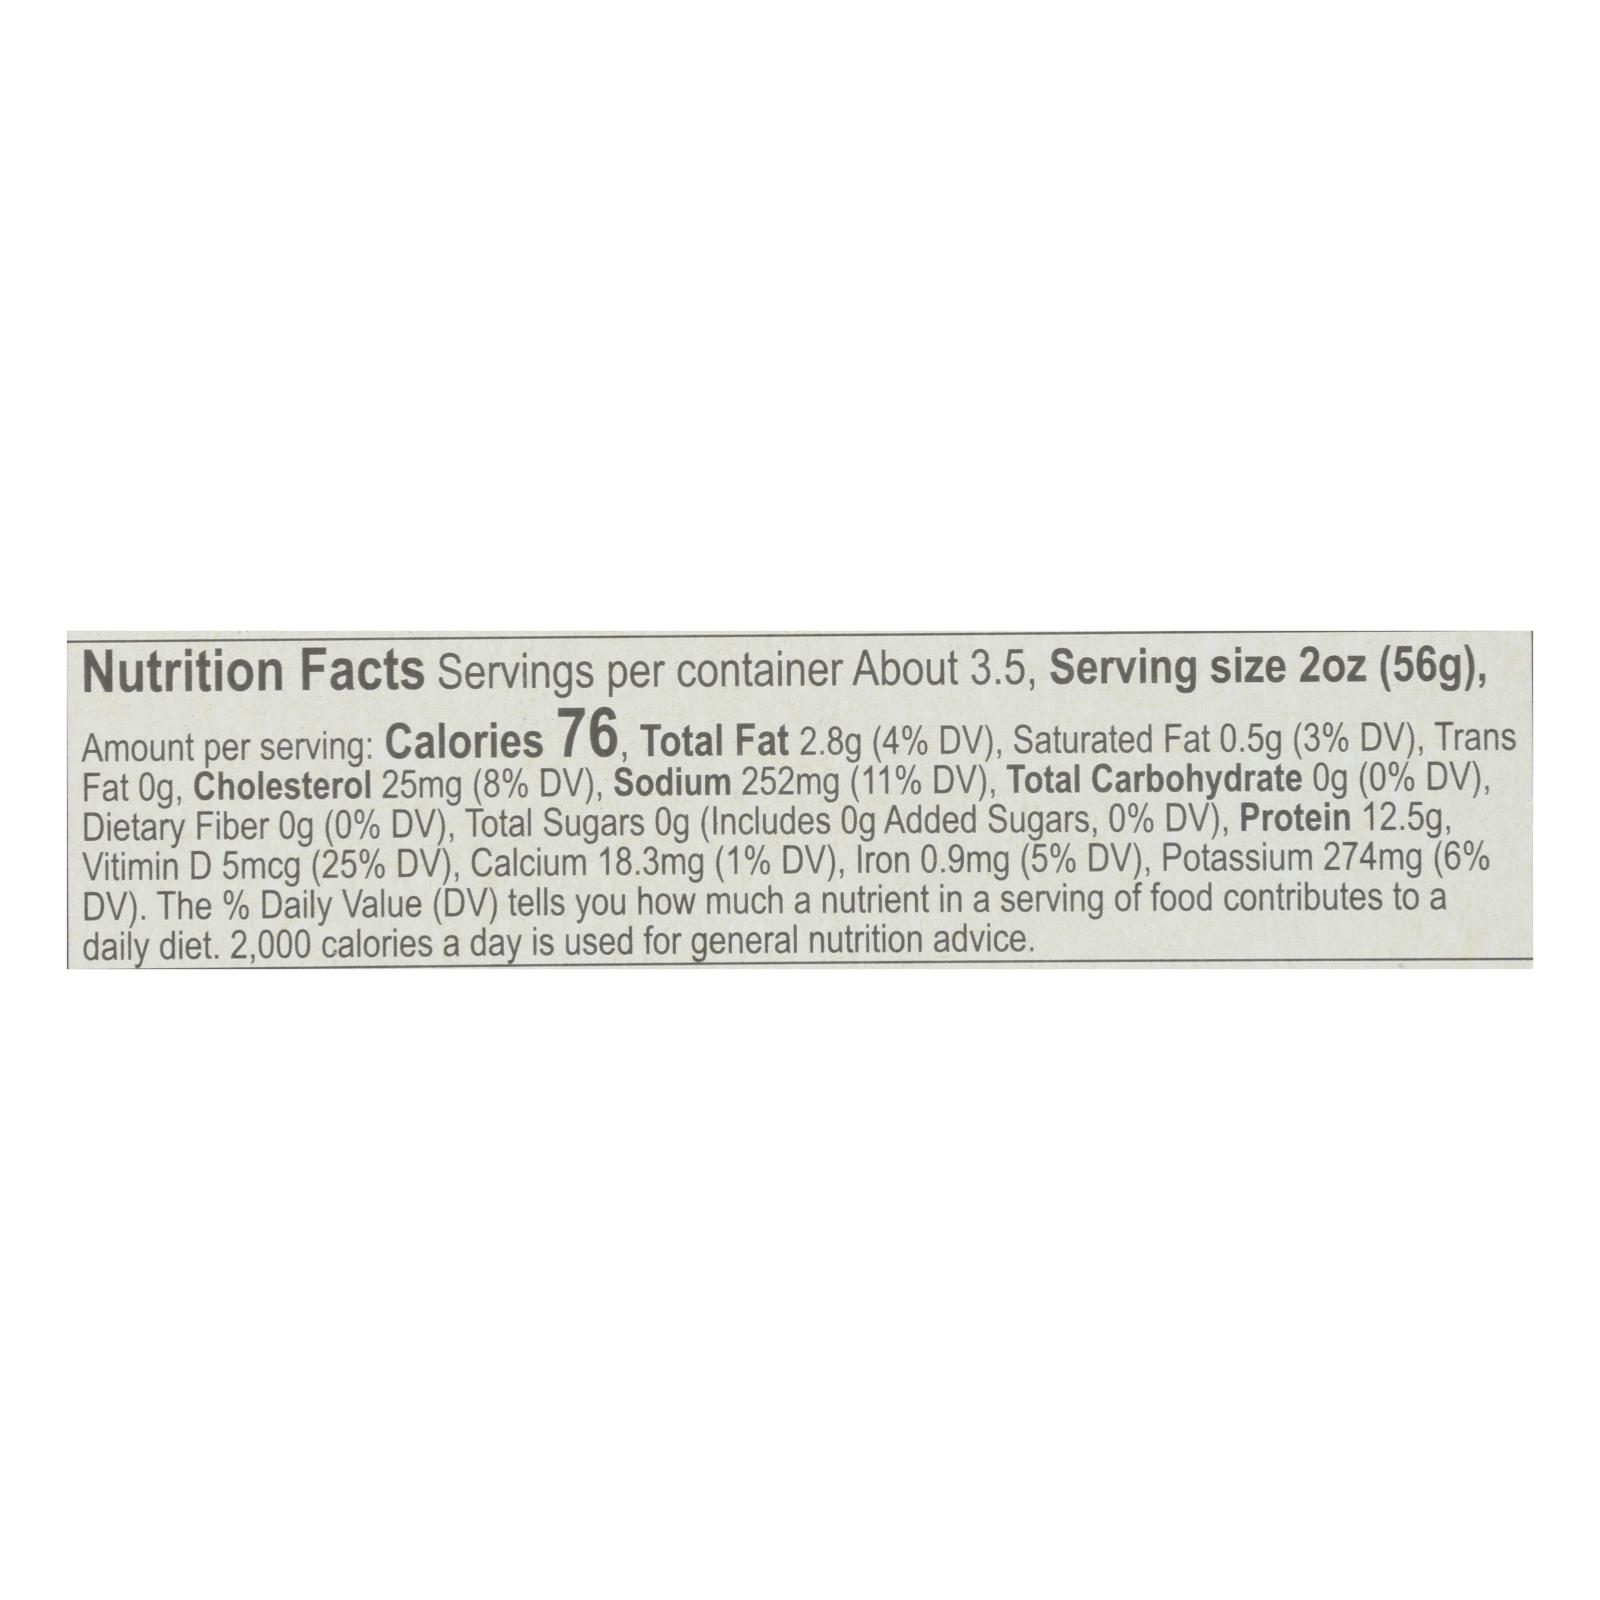 Nutrition Facts Servings per container About 3.5, Serving size 2oz (56g),
Amount per serving: Calories 76, Total Fat 2.8g (4% DV), Saturated Fat 0.5g (3% DV), Trans
Fat 0g, Cholesterol 25mg (8% DV), Sodium 252mg (11% DV), Total Carbohydrate 0g (0% DV),
Dietary Fiber 0g (0% DV), Total Sugars 0g (Includes 0g Added Sugars, 0% DV), Protein 12.5g,
Vitimin D 5mcg (25% DV), Calcium 18.3mg (1% DV), Iron 0.9mg (5% DV), Potassium 274mg (6%
DV). The % Daily Value (DV) tells you how much a nutrient in a serving of food contributes to a
daily diet. 2,000 calories a day is used for general nutrition advice.